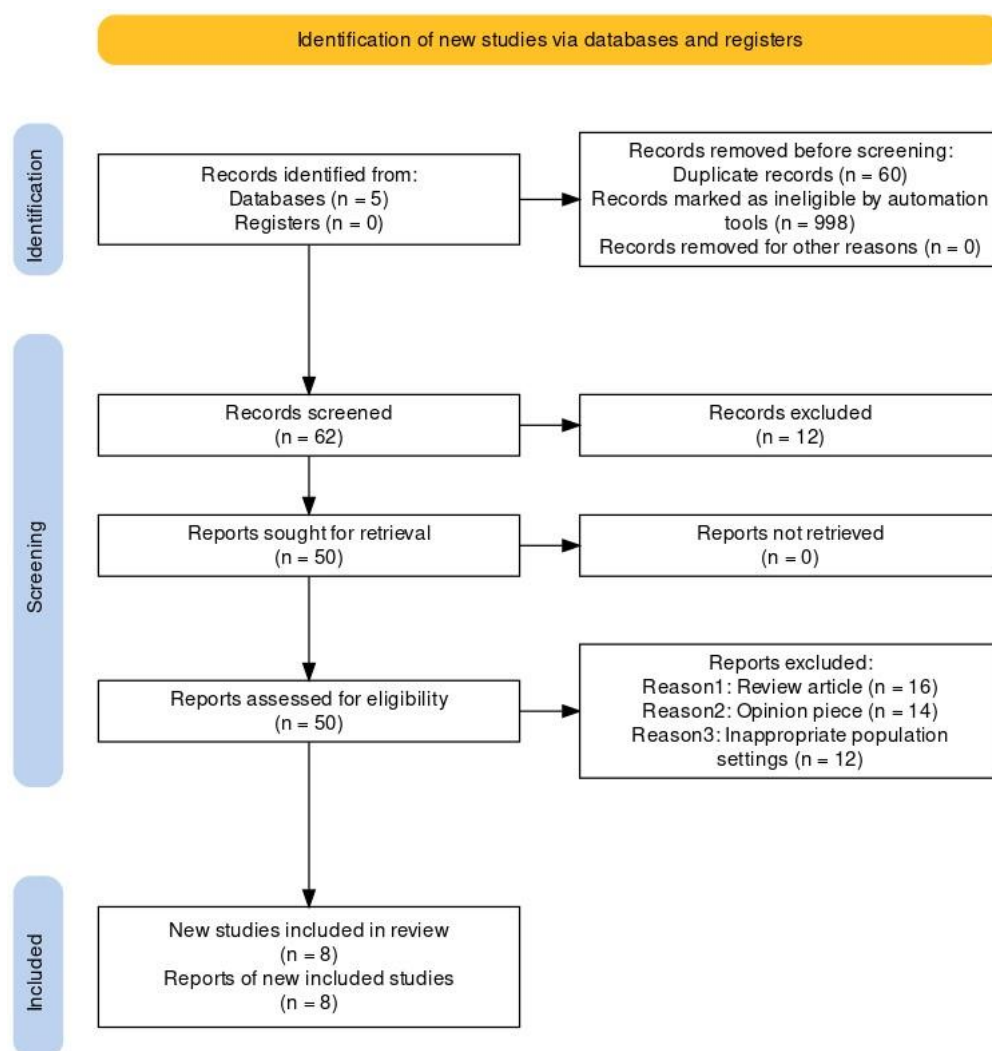 Identification of new studies via databases and registers
Identification
Records identified from:
Databases (n = 5)
Registers (n = 0)
Records removed before screening:
Duplicate records (n = 60)
Records marked as ineligible by automation
tools (n = 998)
Records removed for other reasons (n = 0)
Screening
Records screened
(n = 62)
Records excluded
(n = 12)
Reports sought for retrieval
(n = 50)
Reports not retrieved
(n = 0)
Reports assessed for eligibility
(n = 50)
Reports excluded:
Reason1: Review article (n = 16)
Reason2: Opinion piece (n = 14)
Reason3: Inappropriate population
settings (n = 12)
Included
New studies included in review
(n = 8)
Reports of new included studies
(n = 8)